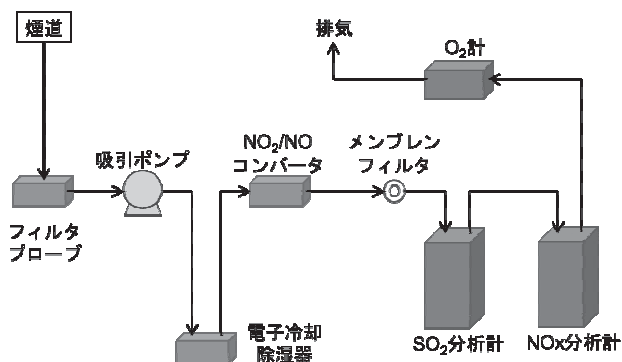 煙道
排気
O₂計
吸引ポンプ
NO₂/NO
コンバータ
メンブレン
フィルタ
フィルタ
プローブ
電子冷却
除湿器
SO₂分析計
NOx分析計